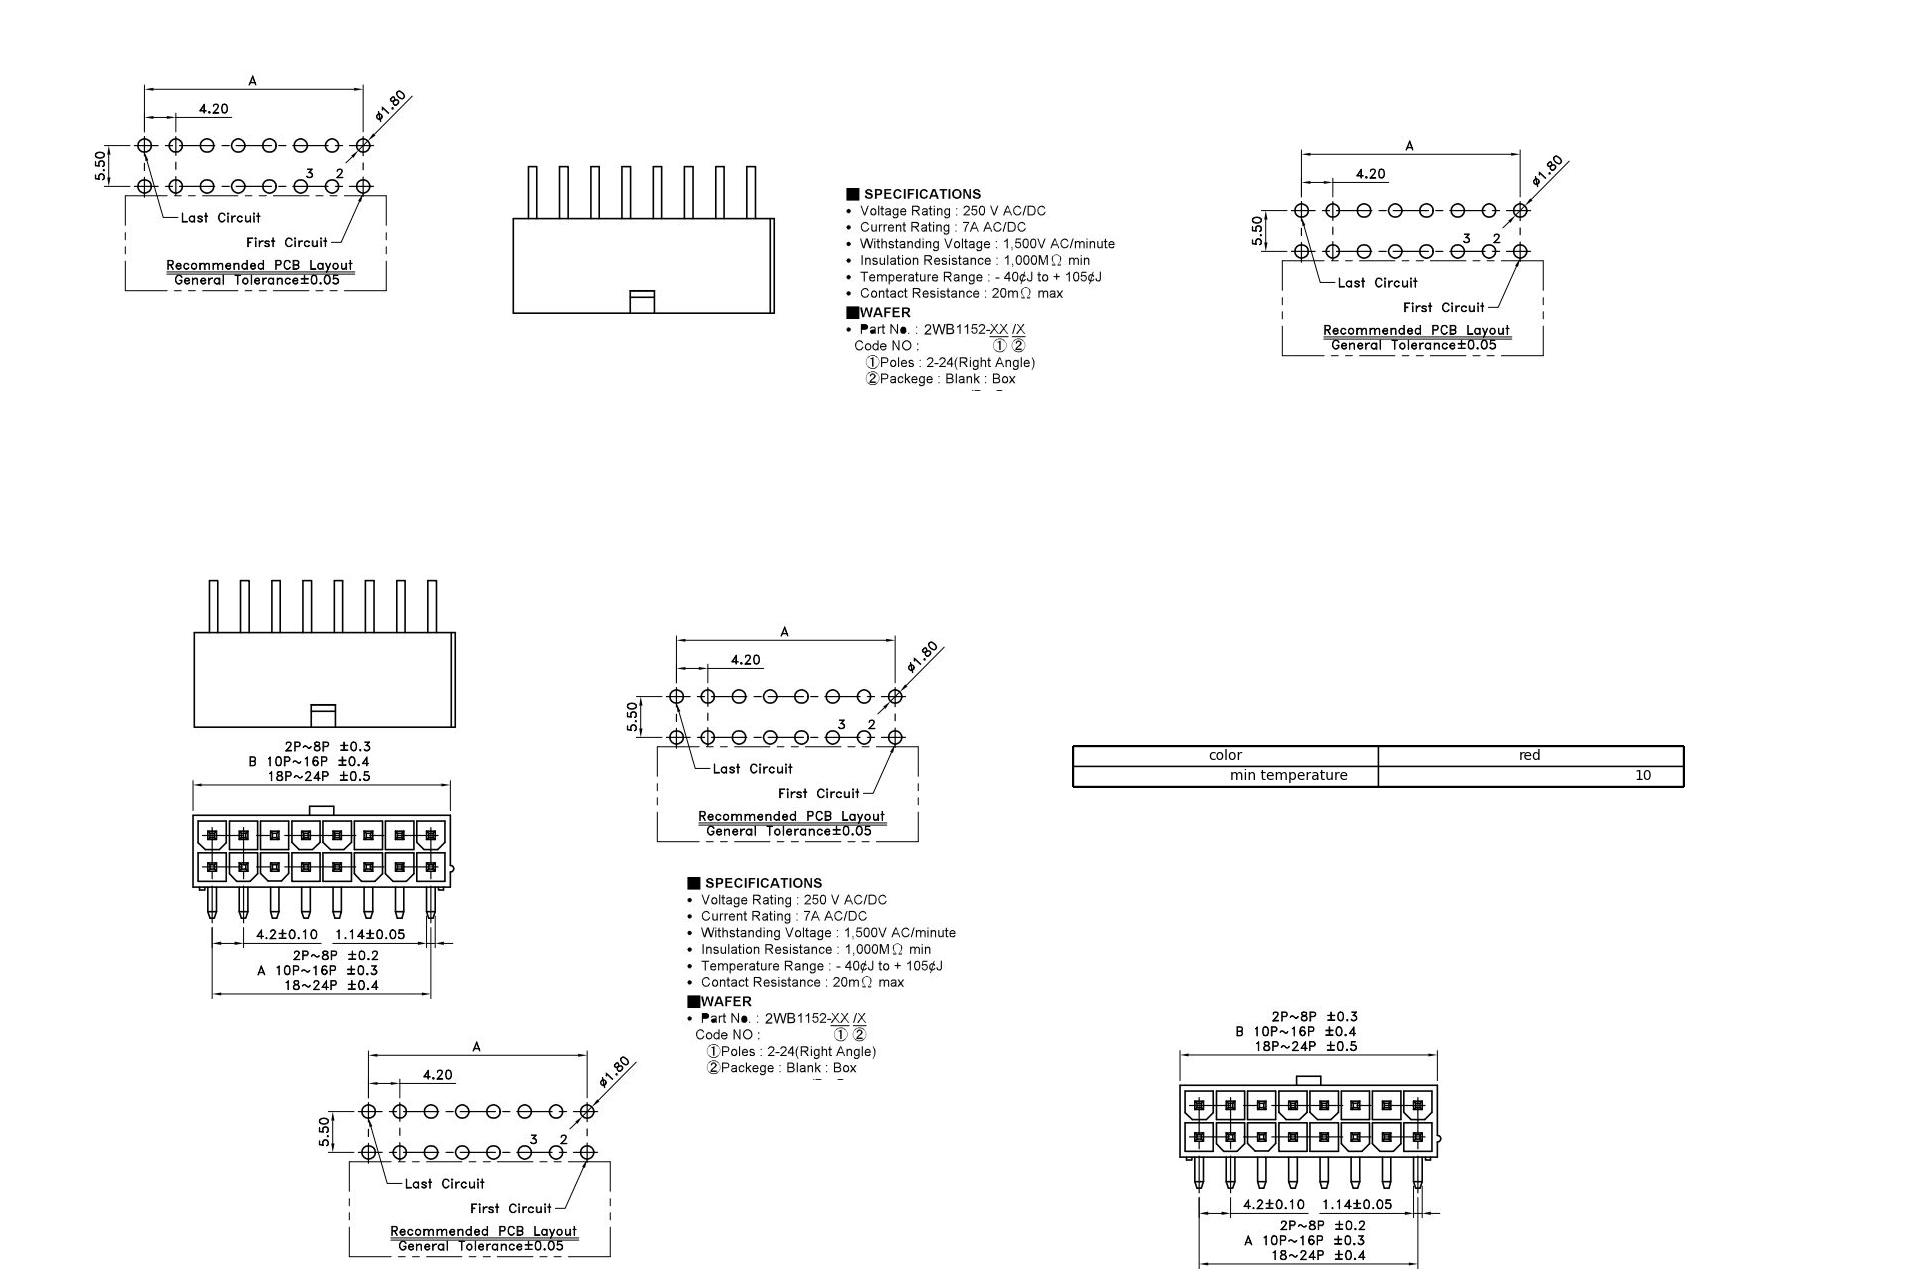 A
4.20
ø1.80
5.50
3 2
Last Circuit
First Circuit
Recommended PCB Layout
General Tolerance±0.05
■ SPECIFICATIONS
• Voltage Rating : 250 V AC/DC
• Current Rating : 7A AC/DC
• Withstanding Voltage : 1,500V AC/minute
• Insulation Resistance : 1,000MΩ min
• Temperature Range : - 40¢J to + 105¢J
• Contact Resistance : 20mΩ max
■WAFER
• Part No. : 2WB1152-XX /X
Code NO : ① ②
①Poles : 2-24(Right Angle)
②Packege : Blank : Box
A
4.20
ø1.80
5.50
3 2
Last Circuit
First Circuit
Recommended PCB Layout
General Tolerance±0.05
2P~8P ±0.3
B 10P~16P ±0.4
18P~24P ±0.5
4.2±0.10 1.14±0.05
2P~8P ±0.2
A 10P~16P ±0.3
18~24P ±0.4
A
4.20
ø1.80
5.50
3 2
Last Circuit
First Circuit
Recommended PCB Layout
General Tolerance±0.05
color red
min temperature 10
■ SPECIFICATIONS
• Voltage Rating : 250 V AC/DC
• Current Rating : 7A AC/DC
• Withstanding Voltage : 1,500V AC/minute
• Insulation Resistance : 1,000MΩ min
• Temperature Range : - 40¢J to + 105¢J
• Contact Resistance : 20mΩ max
■WAFER
• Part No. : 2WB1152-XX /X
Code NO : ① ②
①Poles : 2-24(Right Angle)
②Packege : Blank : Box
A
4.20
ø1.80
5.50
3 2
Last Circuit
First Circuit
Recommended PCB Layout
General Tolerance±0.05
2P~8P ±0.3
B 10P~16P ±0.4
18P~24P ±0.5
4.2±0.10 1.14±0.05
2P~8P ±0.2
A 10P~16P ±0.3
18~24P ±0.4